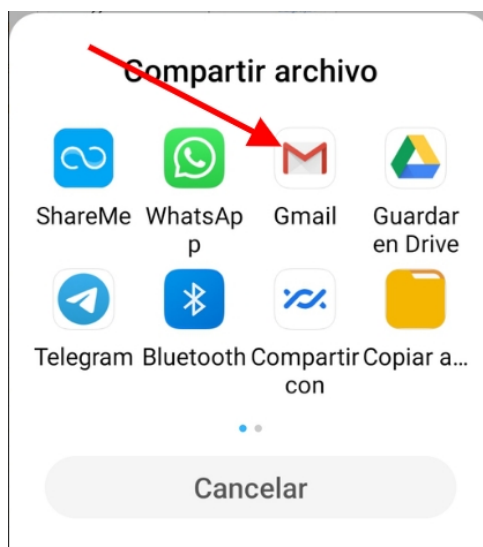 Compartir archivo
ShareMe WhatsAp Gmail Guardar
p en Drive
Telegram Bluetooth Compartir Copiar a...
con
Cancelar